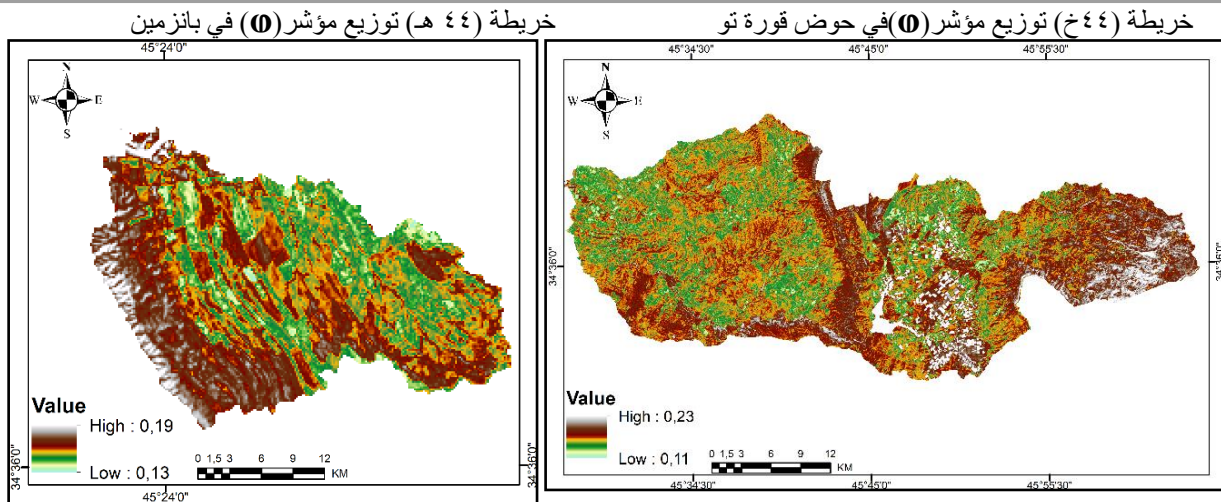 خريطة (٤٤خ) توزيع مؤشر(Φ)في حوض قورة تو
45°34'30" 45°45'0" 45°55'30"
N
W E
S
34°36'0" 34°36'0"
Value
High : 0,23
Low : 0,11
0 1,5 3 6 9 12
KM
45°34'30" 45°45'0" 45°55'30"
خريطة (٤٤ هـ) توزيع مؤشر(Φ) في بانزمين
45°24'0"
N
W E
S
Value
High : 0,19
Low : 0,13
0 1,5 3 6 9 12
KM
34°36'0" 34°36'0"
45°24'0"